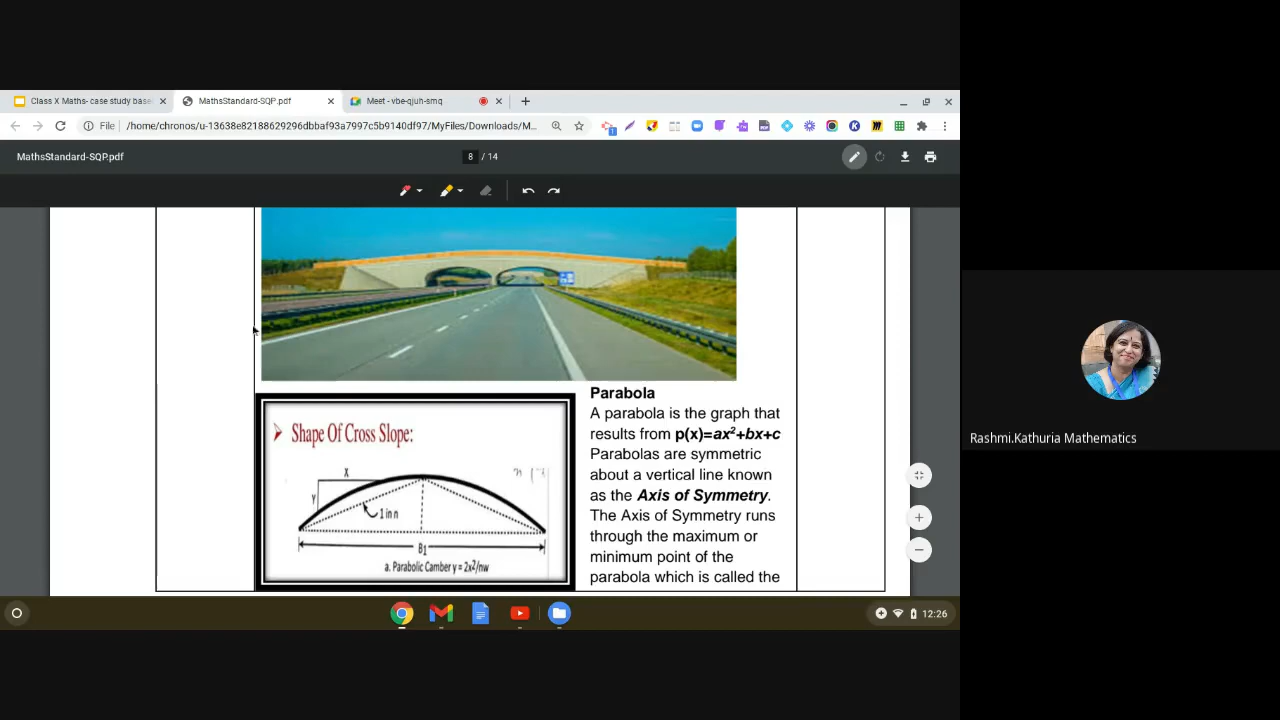 Class X Maths- case study base
MathsStandard-SQP.pdf
Meet - vbe-qjuh-smq
File
/home/chronos/u-13638e82188629296dbbaf93a7997c5b9140df97/MyFiles/Downloads/M...
MathsStandard-SQP.pdf
8 / 14
Parabola
A parabola is the graph that
results from p(x)=ax²+bx+c
Parabolas are symmetric
about a vertical line known
as the Axis of Symmetry.
The Axis of Symmetry runs
through the maximum or
minimum point of the
parabola which is called the
Shape Of Cross Slope:
X
Y
1 in n
B1
a. Parabolic Camber y = 2x²/nw
Rashmi.Kathuria Mathematics
12:26